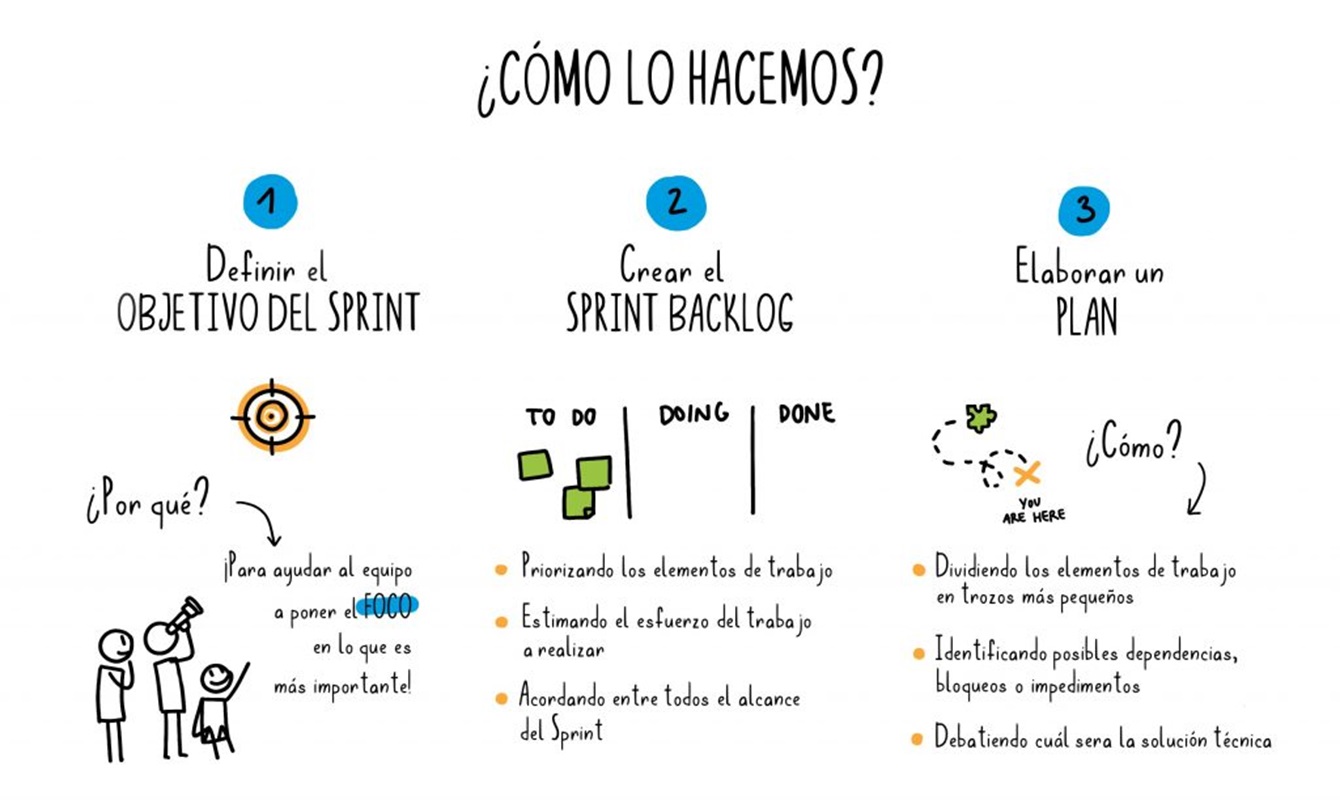 ¿CÓMO LO HACEMOS?
1
Definir el
OBJETIVO DEL SPRINT
¿Por qué?
¡Para ayudar al equipo
a poner el FOCO
en lo que es
más importante!
2
Crear el
SPRINT BACKLOG
TO DO
DOING
DONE
Priorizando los elementos de trabajo
Estimando el esfuerzo del trabajo
a realizar
Acordando entre todos el alcance
del Sprint
3
Elaborar un
PLAN
¿Cómo?
YOU
ARE HERE
Dividiendo los elementos de trabajo
en trozos más pequeños
Identificando posibles dependencias,
bloqueos o impedimentos
Debatiendo cuál sera la solución técnica